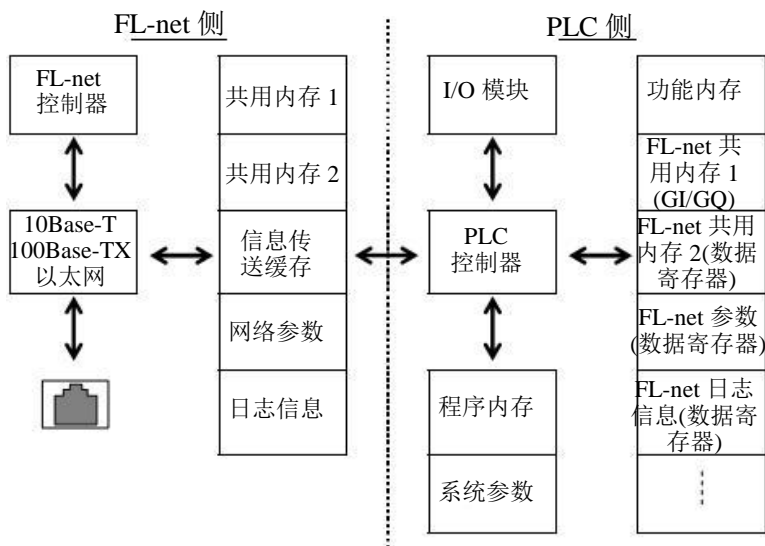 FL-net 侧
PLC 侧
FL-net
控制器
10Base-T
100Base-TX
以太网
共用内存 1
共用内存 2
信息传
送缓存
网络参数
日志信息
I/O 模块
PLC
控制器
程序内存
系统参数
功能内存
FL-net 共
用内存 1
(GI/GQ)
FL-net 共用
内存 2(数据
寄存器)
FL-net 参数
(数据寄存器)
FL-net 日志
信息(数据寄
存器)